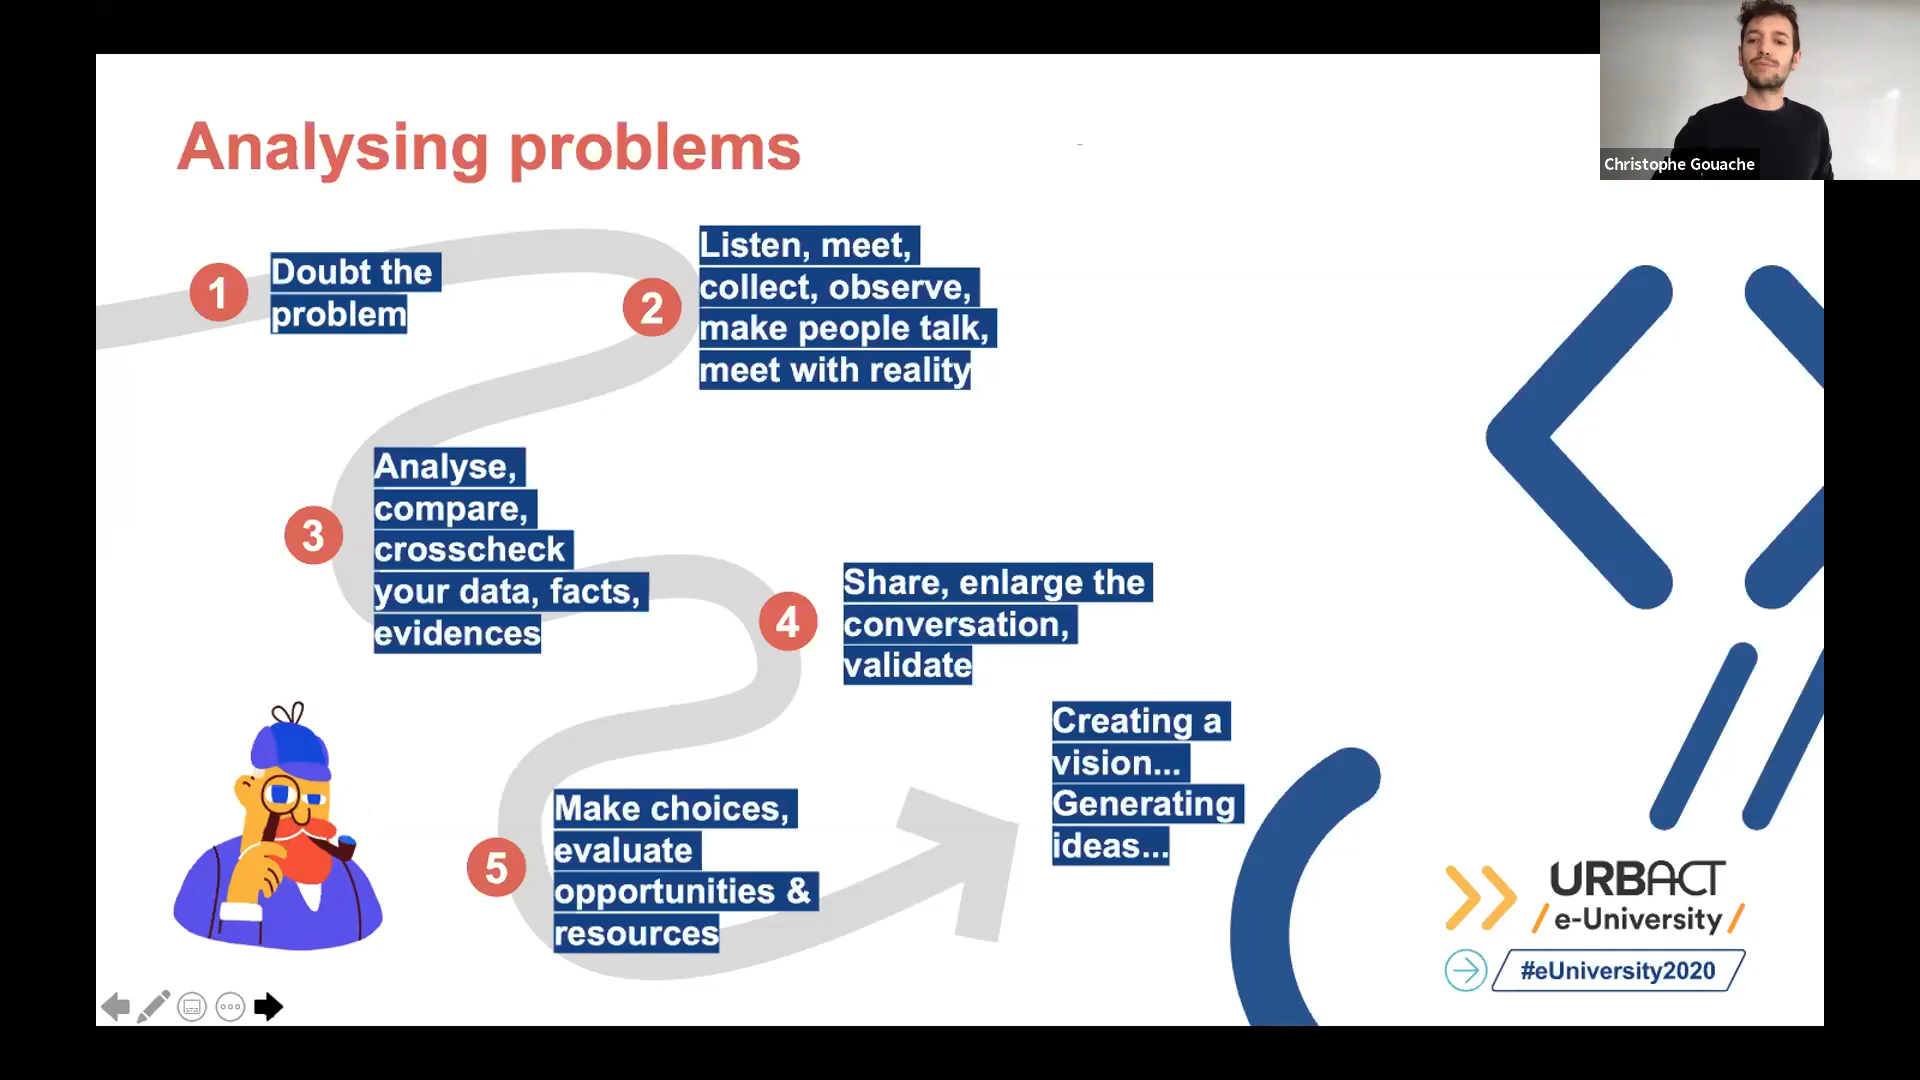 Christophe Gouache
Analysing problems
1
Doubt the
problem
2
Listen, meet,
collect, observe,
make people talk,
meet with reality
3
Analyse,
compare,
crosscheck
your data, facts,
evidences
4
Share, enlarge the
conversation,
validate
5
Make choices,
evaluate
opportunities &
resources
Creating a
vision...
Generating
ideas...
URBACT
/ e-University /
#eUniversity2020